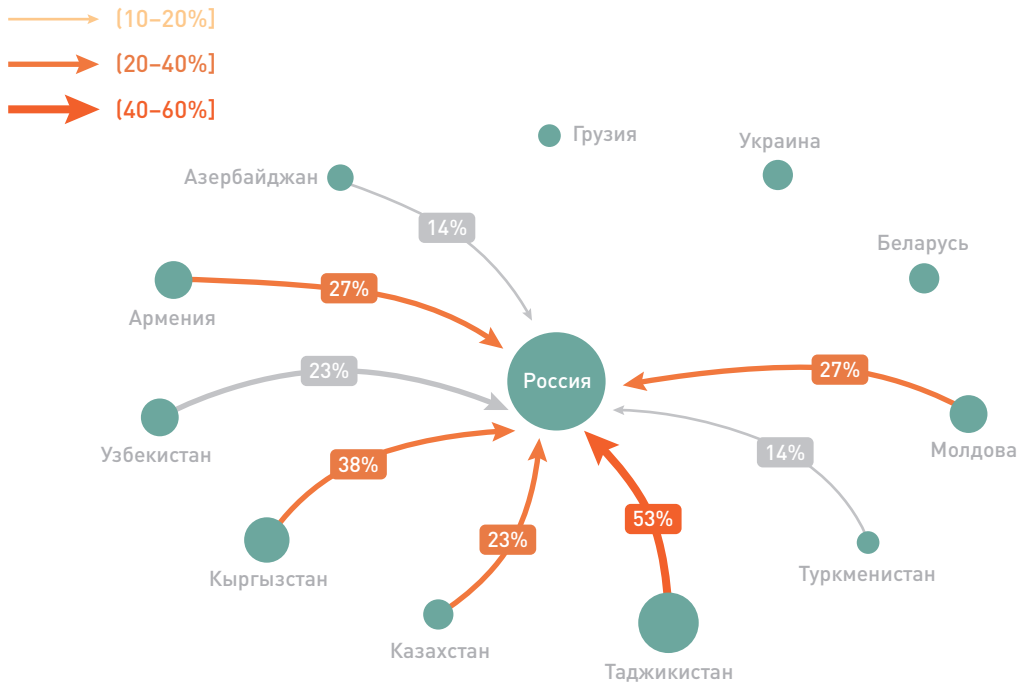 (10–20%]
(20–40%]
(40–60%]
Грузия
Украина
Азербайджан
14%
Беларусь
27%
Армения
23%
Россия
27%
Узбекистан
38%
14%
Молдова
23%
53%
Кыргызстан
Туркменистан
Казахстан
Таджикистан